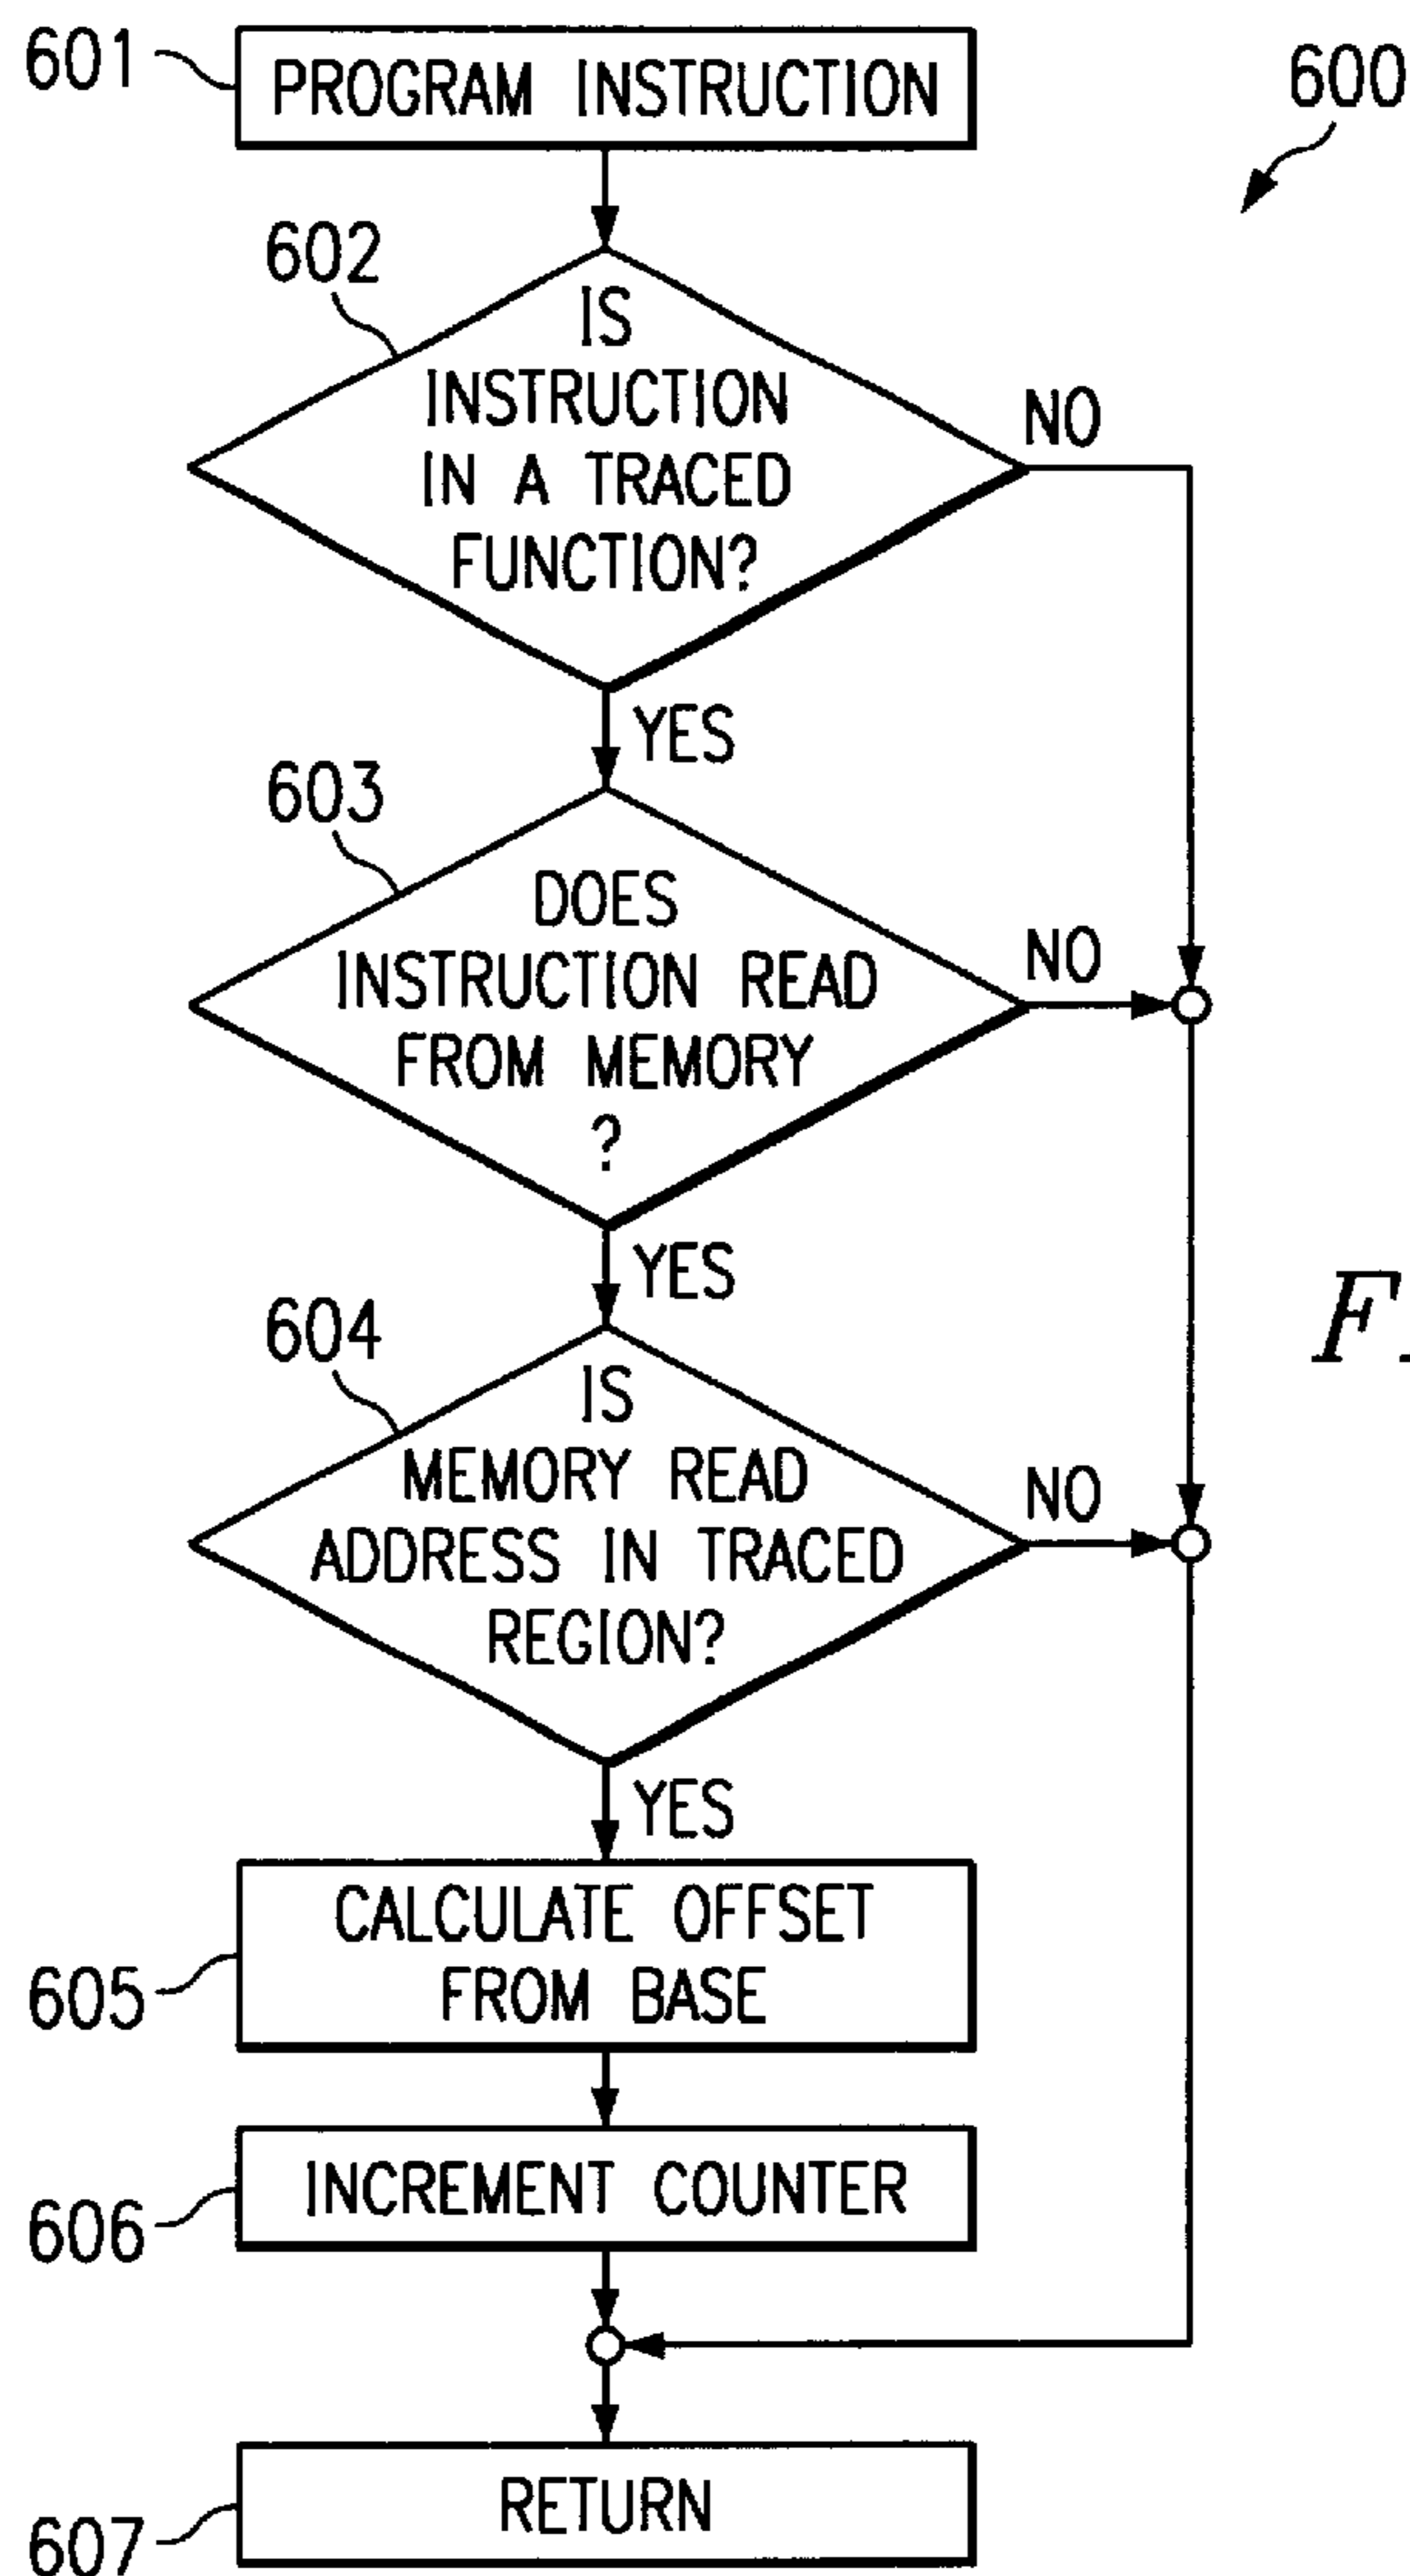 601
PROGRAM INSTRUCTION
600
602
IS
INSTRUCTION
IN A TRACED
FUNCTION?
NO
YES
603
DOES
INSTRUCTION READ
FROM MEMORY
?
NO
YES
604
IS
MEMORY READ
ADDRESS IN TRACED
REGION?
NO
YES
605
CALCULATE OFFSET
FROM BASE
606
INCREMENT COUNTER
607
RETURN